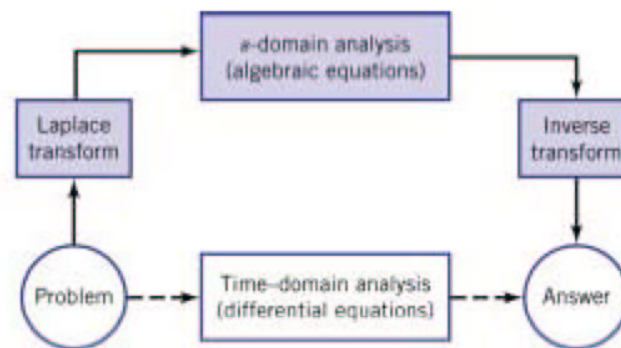 s-domain analysis
(algebraic equations)
Laplace
transform
Inverse
transform
Problem
Time–domain analysis
(differential equations)
Answer